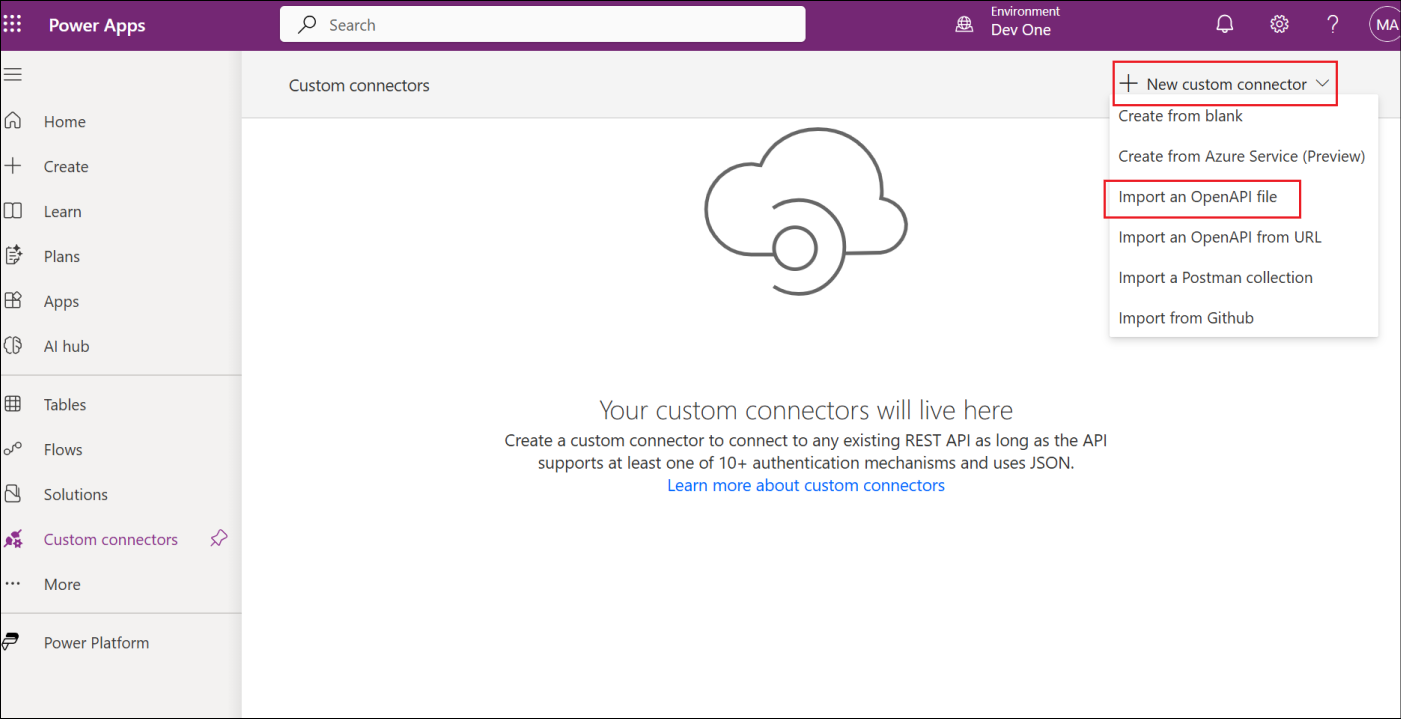 Power Apps
Search
Environment
Dev One
MA
Custom connectors
New custom connector
Create from blank
Create from Azure Service (Preview)
Import an OpenAPI file
Import an OpenAPI from URL
Import a Postman collection
Import from Github
Home
Create
Learn
Plans
Apps
AI hub
Tables
Flows
Solutions
Custom connectors
More
Power Platform
Your custom connectors will live here
Create a custom connector to connect to any existing REST API as long as the API
supports at least one of 10+ authentication mechanisms and uses JSON.
Learn more about custom connectors